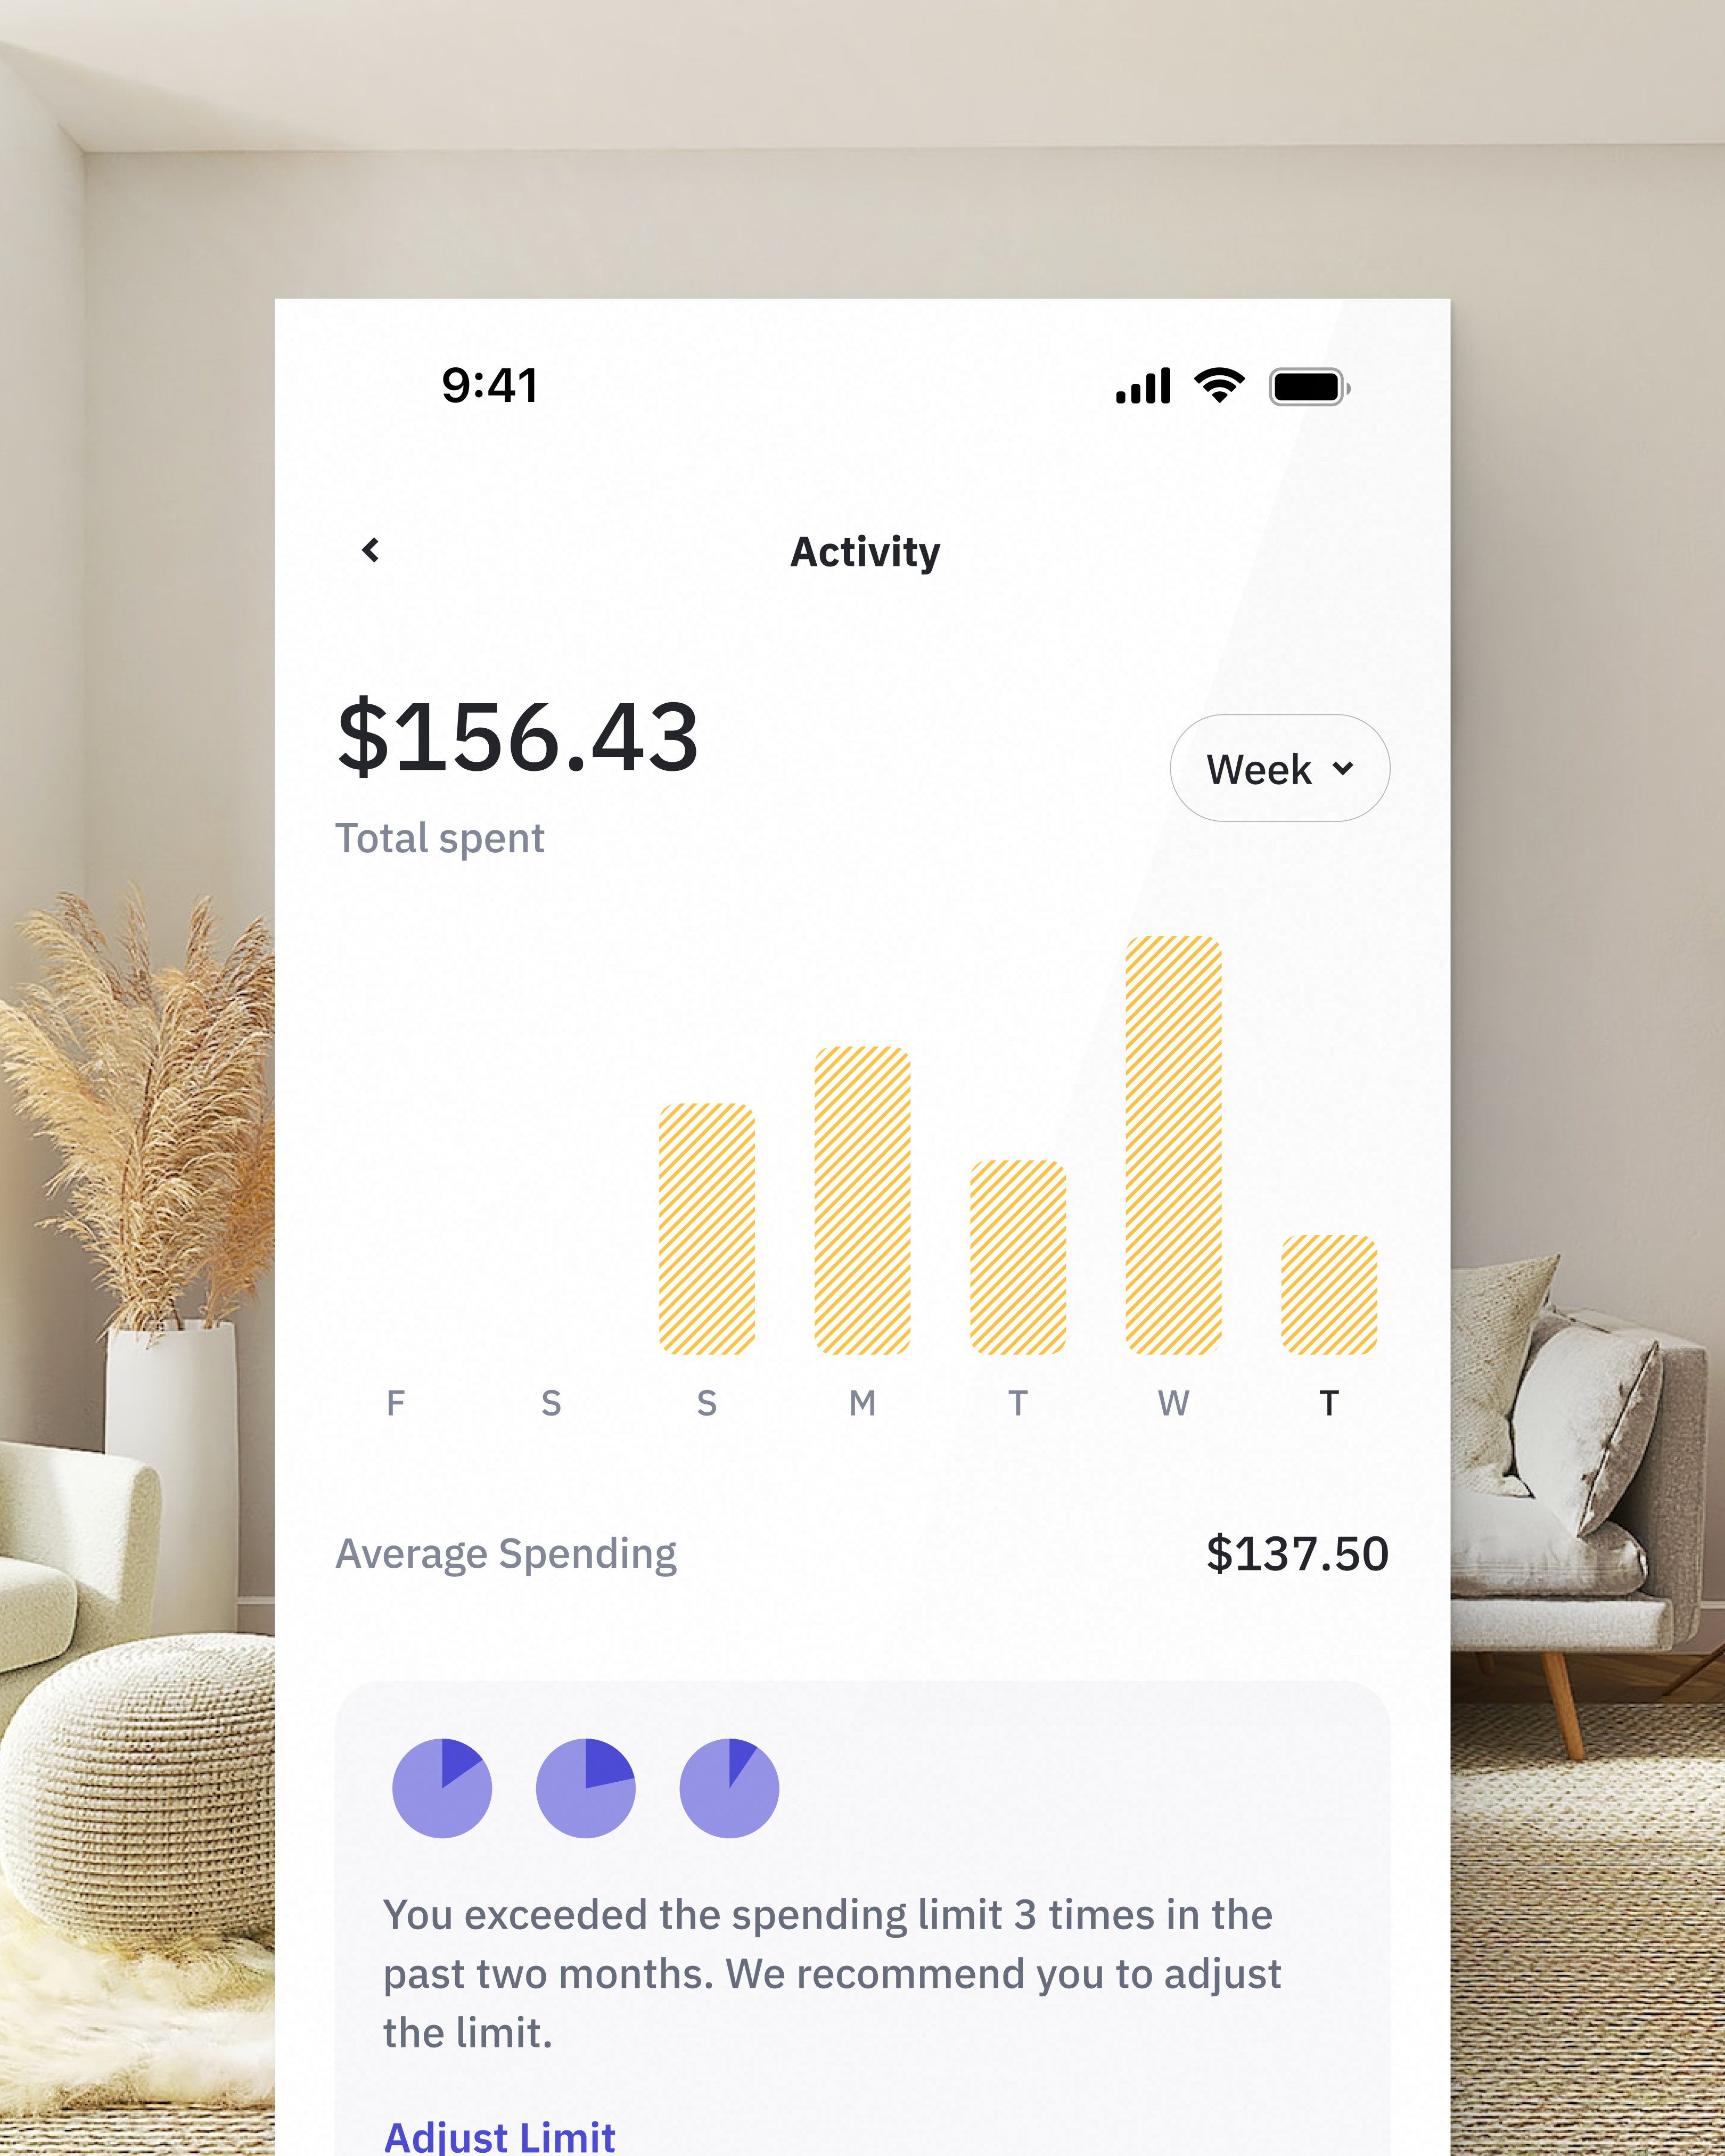 9:41
Activity
$156.43
Week
Total spent
F S S M T W T
Average Spending $137.50
You exceeded the spending limit 3 times in the
past two months. We recommend you to adjust
the limit.
Adjust Limit